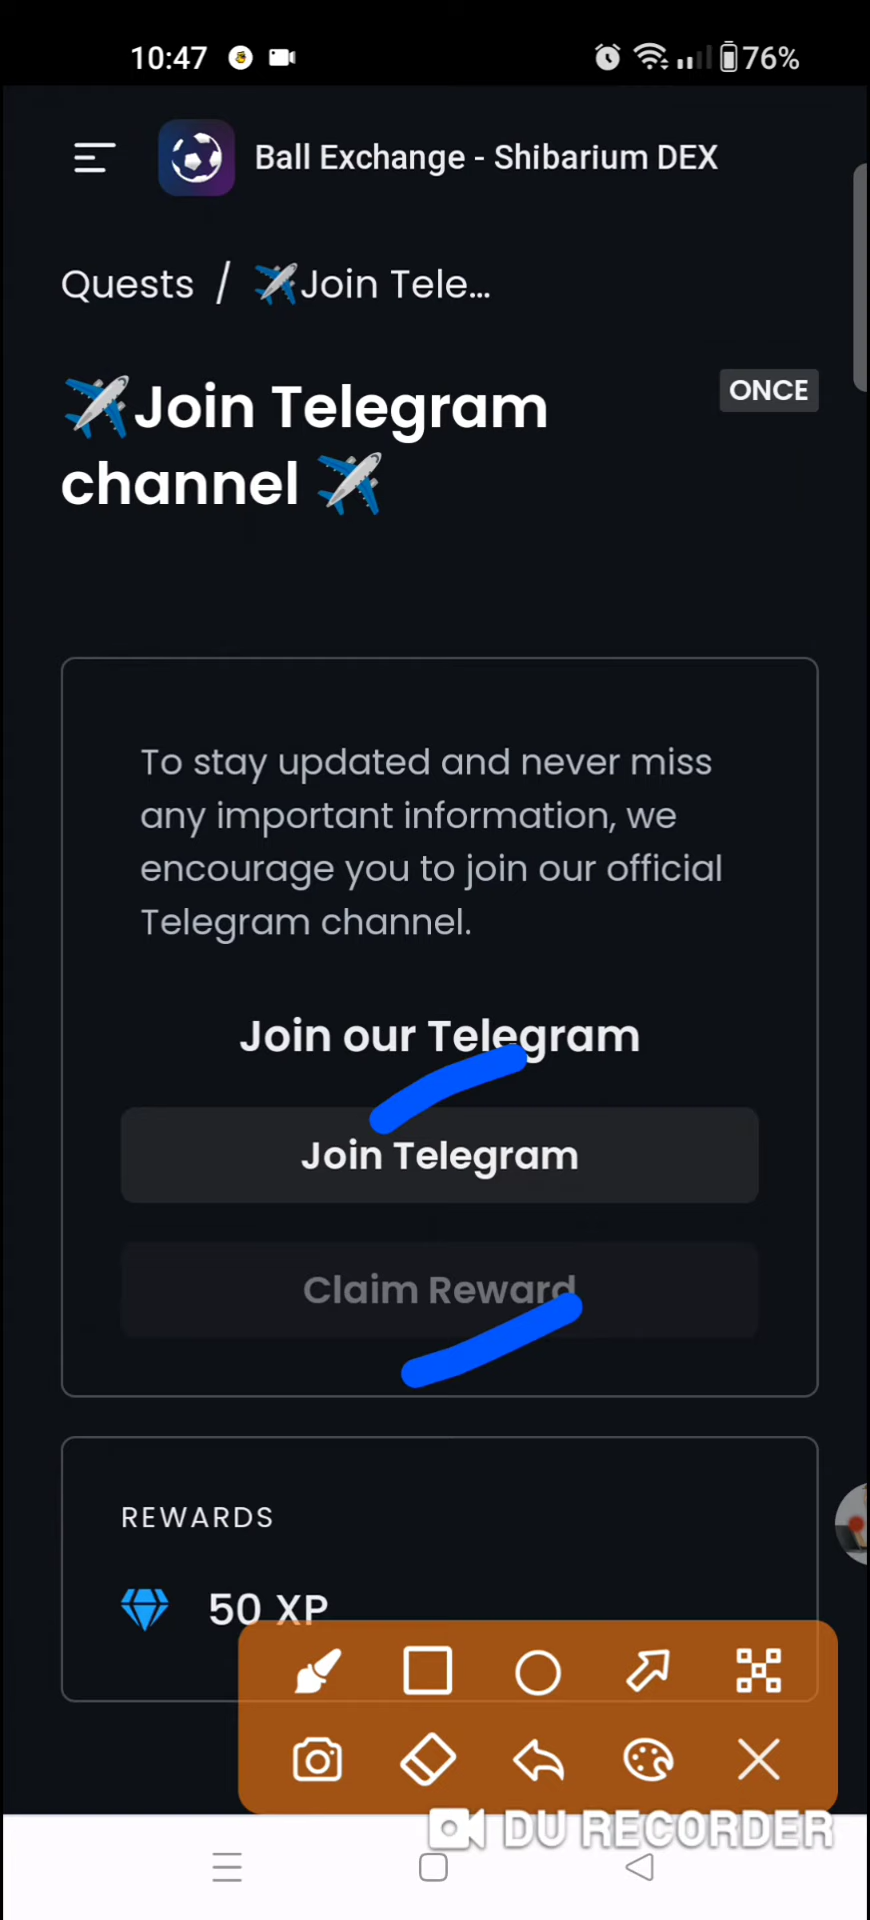 10:47
76%
Ball Exchange - Shibarium DEX
Quests / ✈️Join Tele...
✈️Join Telegram
channel ✈️
ONCE
To stay updated and never miss
any important information, we
encourage you to join our official
Telegram channel.
Join our Telegram
Join Telegram
Claim Reward
REWARDS
50 XP
DU RECORDER